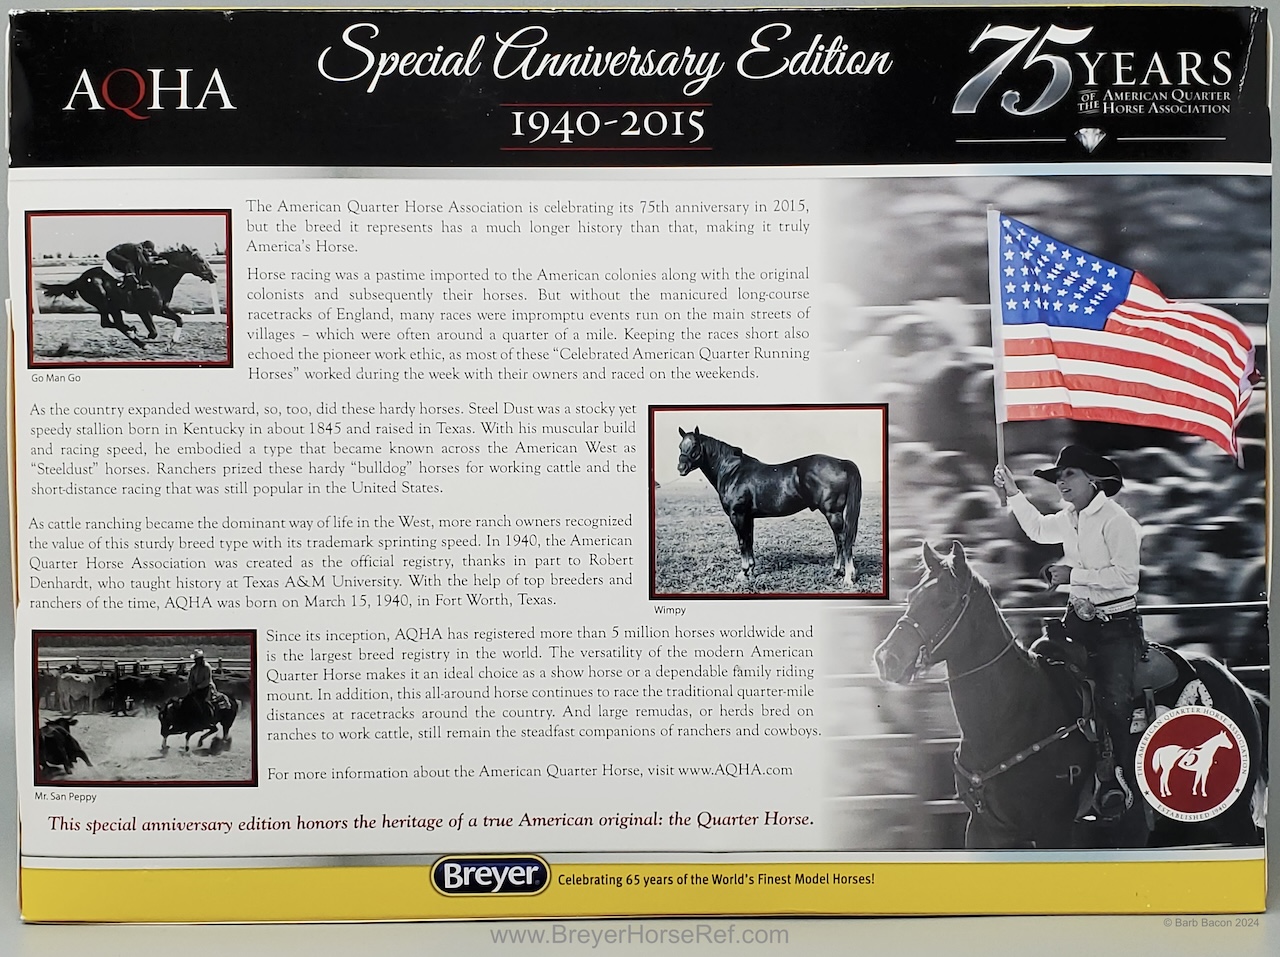 AQHA
Special Anniversary Edition
1940-2015
75 YEARS
OF THE AMERICAN QUARTER
HORSE ASSOCIATION
The American Quarter Horse Association is celebrating its 75th anniversary in 2015,
but the breed it represents has a much longer history than that, making it truly
America's Horse.
Horse racing was a pastime imported to the American colonies along with the original
colonists and subsequently their horses. But without the manicured long-course
racetracks of England, many races were impromptu events run on the main streets of
villages – which were often around a quarter of a mile. Keeping the races short also
echoed the pioneer work ethic, as most of these “Celebrated American Quarter Running
Horses” worked during the week with their owners and raced on the weekends.
Go Man Go
As the country expanded westward, so, too, did these hardy horses. Steel Dust was a stocky yet
speedy stallion born in Kentucky in about 1845 and raised in Texas. With his muscular build
and racing speed, he embodied a type that became known across the American West as
“Steeldust” horses. Ranchers prized these hardy “bulldog” horses for working cattle and the
short-distance racing that was still popular in the United States.
As cattle ranching became the dominant way of life in the West, more ranch owners recognized
the value of this sturdy breed type with its trademark sprinting speed. In 1940, the American
Quarter Horse Association was created as the official registry, thanks in part to Robert
Denhardt, who taught history at Texas A&M University. With the help of top breeders and
ranchers of the time, AQHA was born on March 15, 1940, in Fort Worth, Texas.
Wimpy
Since its inception, AQHA has registered more than 5 million horses worldwide and
is the largest breed registry in the world. The versatility of the modern American
Quarter Horse makes it an ideal choice as a show horse or a dependable family riding
mount. In addition, this all-around horse continues to race the traditional quarter-mile
distances at racetracks around the country. And large remudas, or herds bred on
ranches to work cattle, still remain the steadfast companions of ranchers and cowboys.
For more information about the American Quarter Horse, visit www.AQHA.com
Mr. San Peppy
This special anniversary edition honors the heritage of a true American original: the Quarter Horse.
THE AMERICAN QUARTER HORSE ASSOCIATION
75
ESTABLISHED 1940
Breyer
Celebrating 65 years of the World's Finest Model Horses!
© Barb Bacon 2024
www.BreyerHorseRef.com